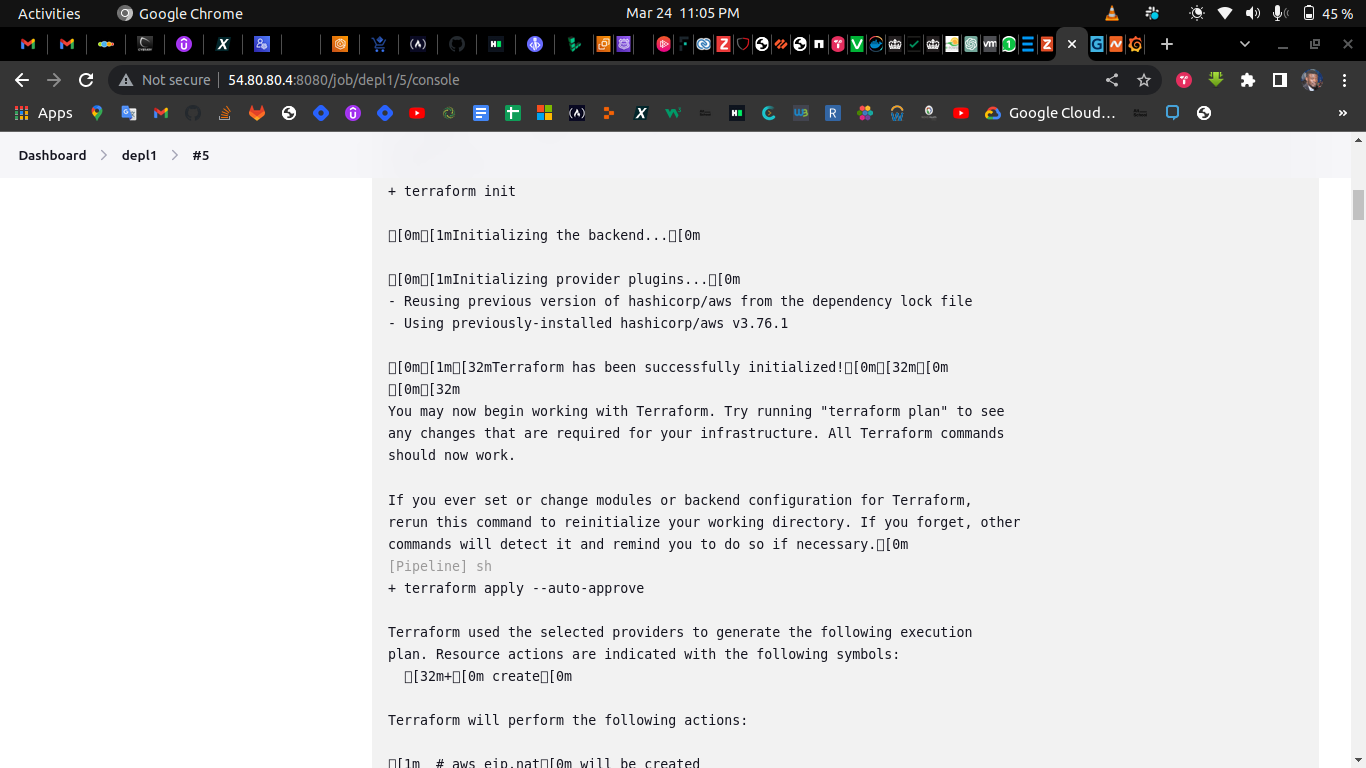 Activities
Google Chrome
Mar 24 11:05 PM
45 %
Not secure
54.80.80.4:8080/job/depl1/5/console
Apps
Google Cloud…
»
Dashboard
depl1
#5
+ terraform init
□[0m□[1mInitializing the backend...□[0m
□[0m□[1mInitializing provider plugins...□[0m
- Reusing previous version of hashicorp/aws from the dependency lock file
- Using previously-installed hashicorp/aws v3.76.1
□[0m□[1m□[32mTerraform has been successfully initialized!□[0m□[32m□[0m
□[0m□[32m
You may now begin working with Terraform. Try running "terraform plan" to see
any changes that are required for your infrastructure. All Terraform commands
should now work.
If you ever set or change modules or backend configuration for Terraform,
rerun this command to reinitialize your working directory. If you forget, other
commands will detect it and remind you to do so if necessary.□[0m
[Pipeline] sh
+ terraform apply --auto-approve
Terraform used the selected providers to generate the following execution
plan. Resource actions are indicated with the following symbols:
□[32m+□[0m create□[0m
Terraform will perform the following actions:
□[1m  # aws_eip.nat□[0m will be created